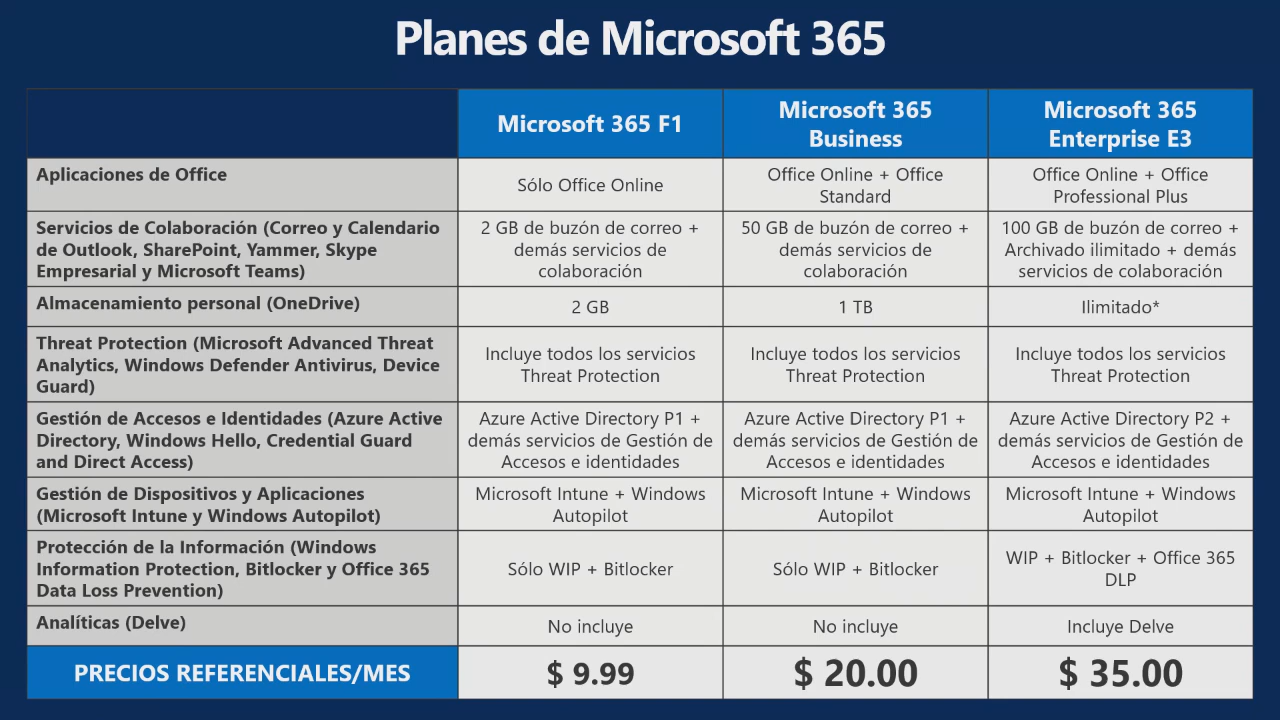 Planes de Microsoft 365
Microsoft 365 F1
Microsoft 365
Business
Microsoft 365
Enterprise E3
Aplicaciones de Office
Sólo Office Online
Office Online + Office
Standard
Office Online + Office
Professional Plus
Servicios de Colaboración (Correo y Calendario
de Outlook, SharePoint, Yammer, Skype
Empresarial y Microsoft Teams)
2 GB de buzón de correo +
demás servicios de
colaboración
50 GB de buzón de correo +
demás servicios de
colaboración
100 GB de buzón de correo +
Archivado ilimitado + demás
servicios de colaboración
Almacenamiento personal (OneDrive)
2 GB
1 TB
Ilimitado*
Threat Protection (Microsoft Advanced Threat
Analytics, Windows Defender Antivirus, Device
Guard)
Incluye todos los servicios
Threat Protection
Incluye todos los servicios
Threat Protection
Incluye todos los servicios
Threat Protection
Gestión de Accesos e Identidades (Azure Active
Directory, Windows Hello, Credential Guard
and Direct Access)
Azure Active Directory P1 +
demás servicios de Gestión de
Accesos e identidades
Azure Active Directory P1 +
demás servicios de Gestión de
Accesos e identidades
Azure Active Directory P2 +
demás servicios de Gestión de
Accesos e identidades
Gestión de Dispositivos y Aplicaciones
(Microsoft Intune y Windows Autopilot)
Microsoft Intune + Windows
Autopilot
Microsoft Intune + Windows
Autopilot
Microsoft Intune + Windows
Autopilot
Protección de la Información (Windows
Information Protection, Bitlocker y Office 365
Data Loss Prevention)
Sólo WIP + Bitlocker
Sólo WIP + Bitlocker
WIP + Bitlocker + Office 365
DLP
Analíticas (Delve)
No incluye
No incluye
Incluye Delve
PRECIOS REFERENCIALES/MES
$ 9.99
$ 20.00
$ 35.00